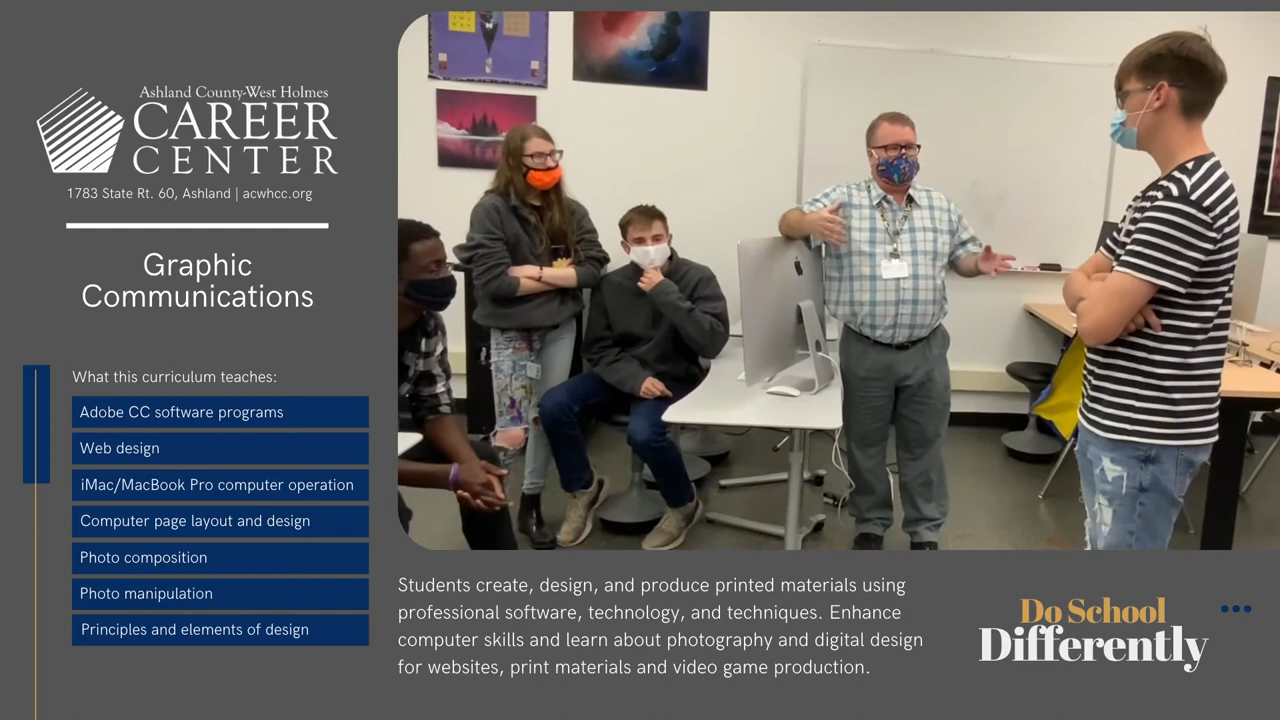 Ashland County-West Holmes
CAREER
CENTER
1783 State Rt. 60, Ashland | acwhcc.org
Graphic
Communications
What this curriculum teaches:
Adobe CC software programs
Web design
iMac/MacBook Pro computer operation
Computer page layout and design
Photo composition
Photo manipulation
Principles and elements of design
Students create, design, and produce printed materials using
professional software, technology, and techniques. Enhance
computer skills and learn about photography and digital design
for websites, print materials and video game production.
Do School
Differently